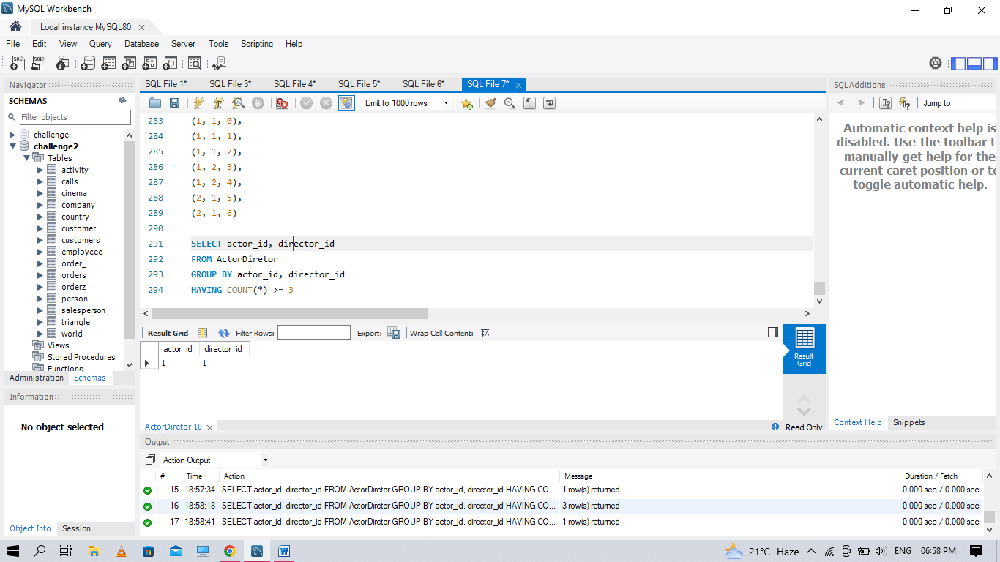 MySQL Workbench
Local instance MySQL80
File Edit View Query Database Server Tools Scripting Help
Navigator
SCHEMAS
Filter objects
challenge
challenge2
Tables
activity
calls
cinema
company
country
customer
customers
employeee
order_
orders
orderz
person
salesperson
triangle
world
Views
Stored Procedures
Functions
Administration Schemas
Information
No object selected
Object Info Session
SQL File 1* SQL File 3* SQL File 4* SQL File 5* SQL File 6* SQL File 7*
Limit to 1000 rows
283 (1, 1, 0),
284 (1, 1, 1),
285 (1, 1, 2),
286 (1, 2, 3),
287 (1, 2, 4),
288 (2, 1, 5),
289 (2, 1, 6)
290
291 SELECT actor_id, director_id
292 FROM ActorDiretor
293 GROUP BY actor_id, director_id
294 HAVING COUNT(*) >= 3
Result Grid Filter Rows: Export: Wrap Cell Content:
actor_id director_id
1 1
Result
Grid
ActorDiretor 10
Read Only
Output
Action Output
# Time Action Message Duration / Fetch
15 18:57:34 SELECT actor_id, director_id FROM ActorDiretor GROUP BY actor_id, director_id HAVING CO... 1 row(s) returned 0.000 sec / 0.000 sec
16 18:58:18 SELECT actor_id, director_id FROM ActorDiretor GROUP BY actor_id, director_id HAVING CO... 3 row(s) returned 0.000 sec / 0.000 sec
17 18:58:41 SELECT actor_id, director_id FROM ActorDiretor GROUP BY actor_id, director_id HAVING CO... 1 row(s) returned 0.000 sec / 0.000 sec
SQLAdditions
Jump to
Automatic context help is
disabled. Use the toolbar t
manually get help for the
current caret position or to
toggle automatic help.
Context Help Snippets
21°C Haze ENG 06:58 PM